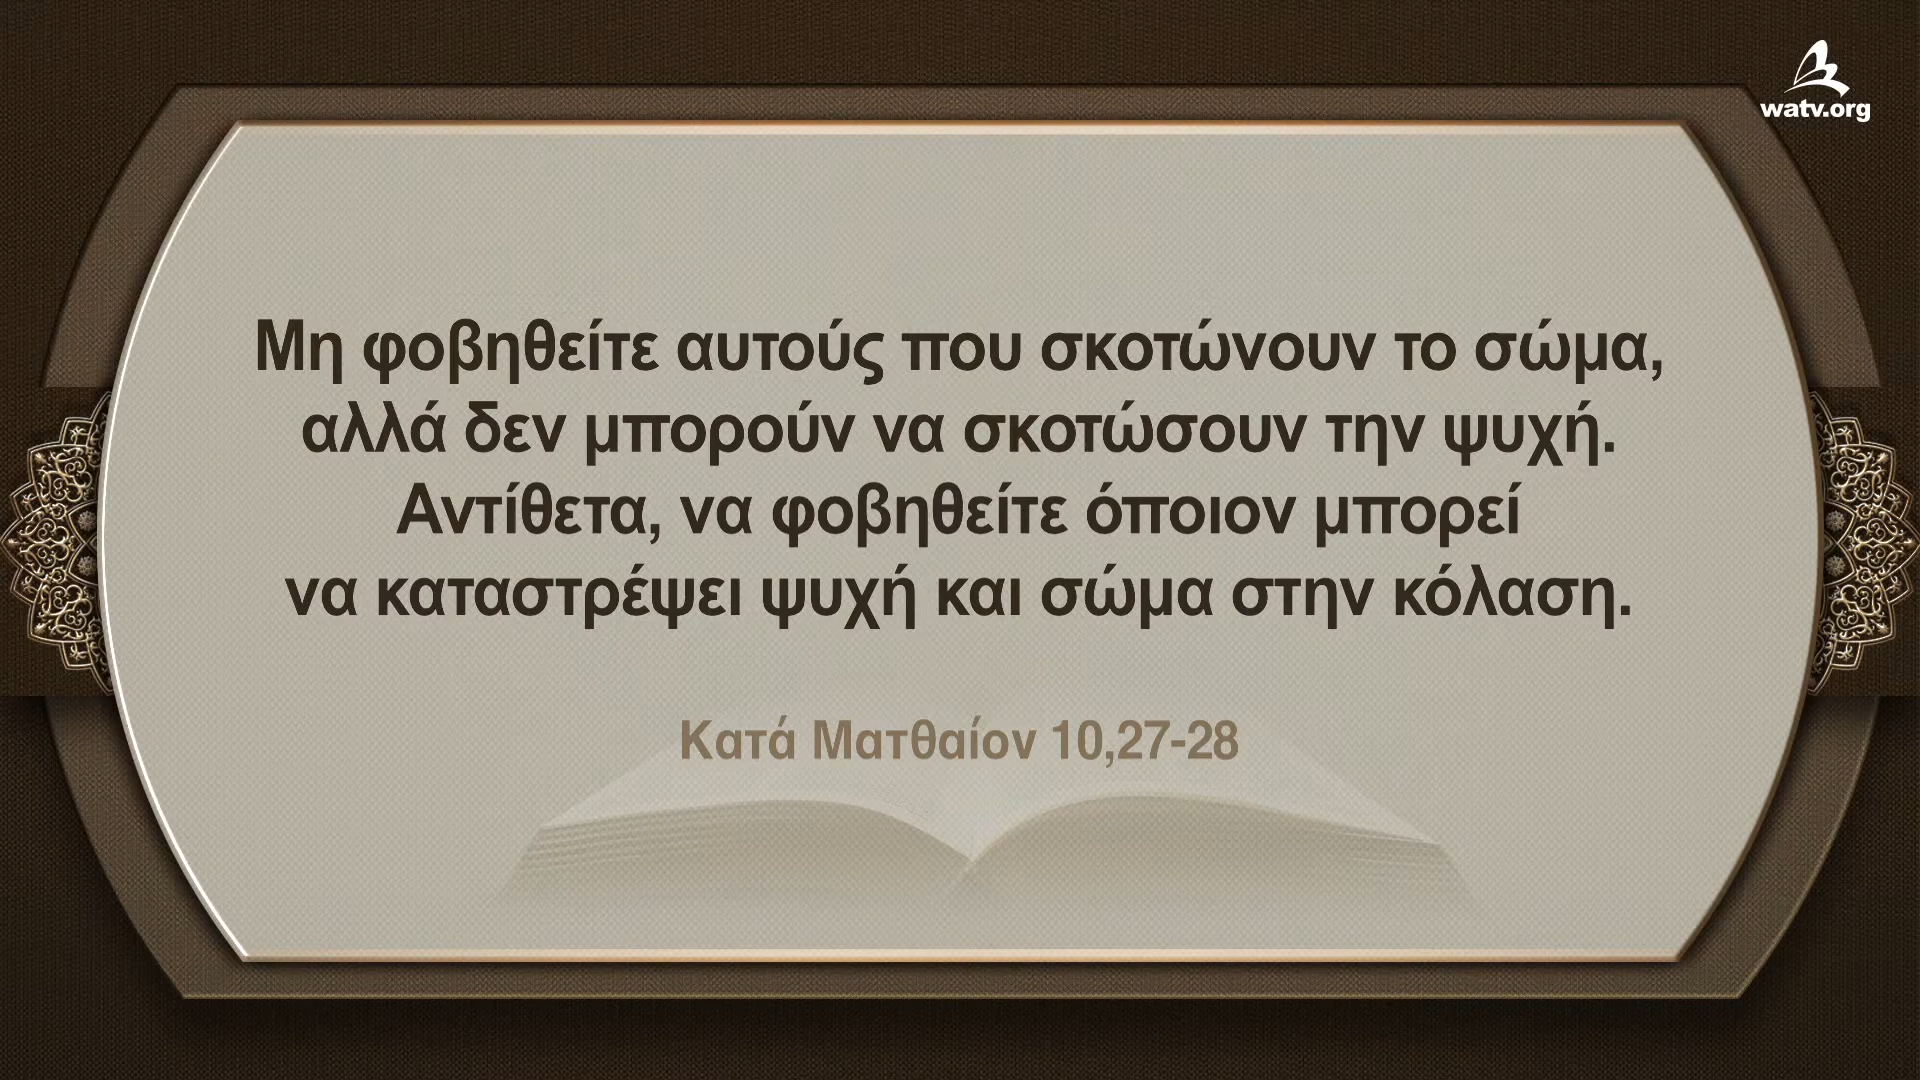 watv.org
Μη φοβηθείτε αυτούς που σκοτώνουν το σώμα,
αλλά δεν μπορούν να σκοτώσουν την ψυχή.
Αντίθετα, να φοβηθείτε όποιον μπορεί
να καταστρέψει ψυχή και σώμα στην κόλαση.
Κατά Ματθαίον 10,27-28